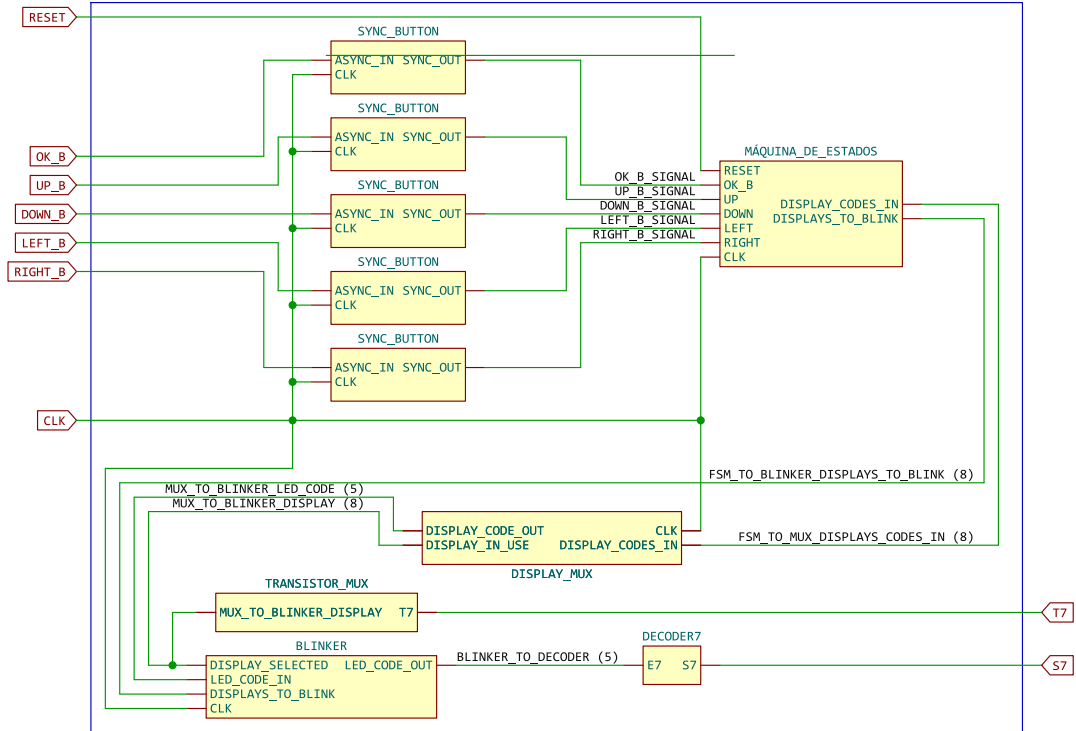 RESET
SYNC_BUTTON
ASYNC_IN SYNC_OUT
CLK
SYNC_BUTTON
ASYNC_IN SYNC_OUT
CLK
OK_B
UP_B
DOWN_B
LEFT_B
RIGHT_B
SYNC_BUTTON
ASYNC_IN SYNC_OUT
CLK
SYNC_BUTTON
ASYNC_IN SYNC_OUT
CLK
SYNC_BUTTON
ASYNC_IN SYNC_OUT
CLK
OK_B_SIGNAL
UP_B_SIGNAL
DOWN_B_SIGNAL
LEFT_B_SIGNAL
RIGHT_B_SIGNAL
MÁQUINA_DE_ESTADOS
RESET
OK_B
UP
DOWN
LEFT
RIGHT
CLK
DISPLAY_CODES_IN
DISPLAYS_TO_BLINK
CLK
FSM_TO_BLINKER_DISPLAYS_TO_BLINK (8)
MUX_TO_BLINKER_LED_CODE (5)
MUX_TO_BLINKER_DISPLAY (8)
DISPLAY_CODE_OUT CLK
DISPLAY_IN_USE DISPLAY_CODES_IN
DISPLAY_MUX
FSM_TO_MUX_DISPLAYS_CODES_IN (8)
TRANSISTOR_MUX
MUX_TO_BLINKER_DISPLAY T7
T7
BLINKER
DISPLAY_SELECTED LED_CODE_OUT
LED_CODE_IN
DISPLAYS_TO_BLINK
CLK
BLINKER_TO_DECODER (5)
DECODER7
E7 S7
S7